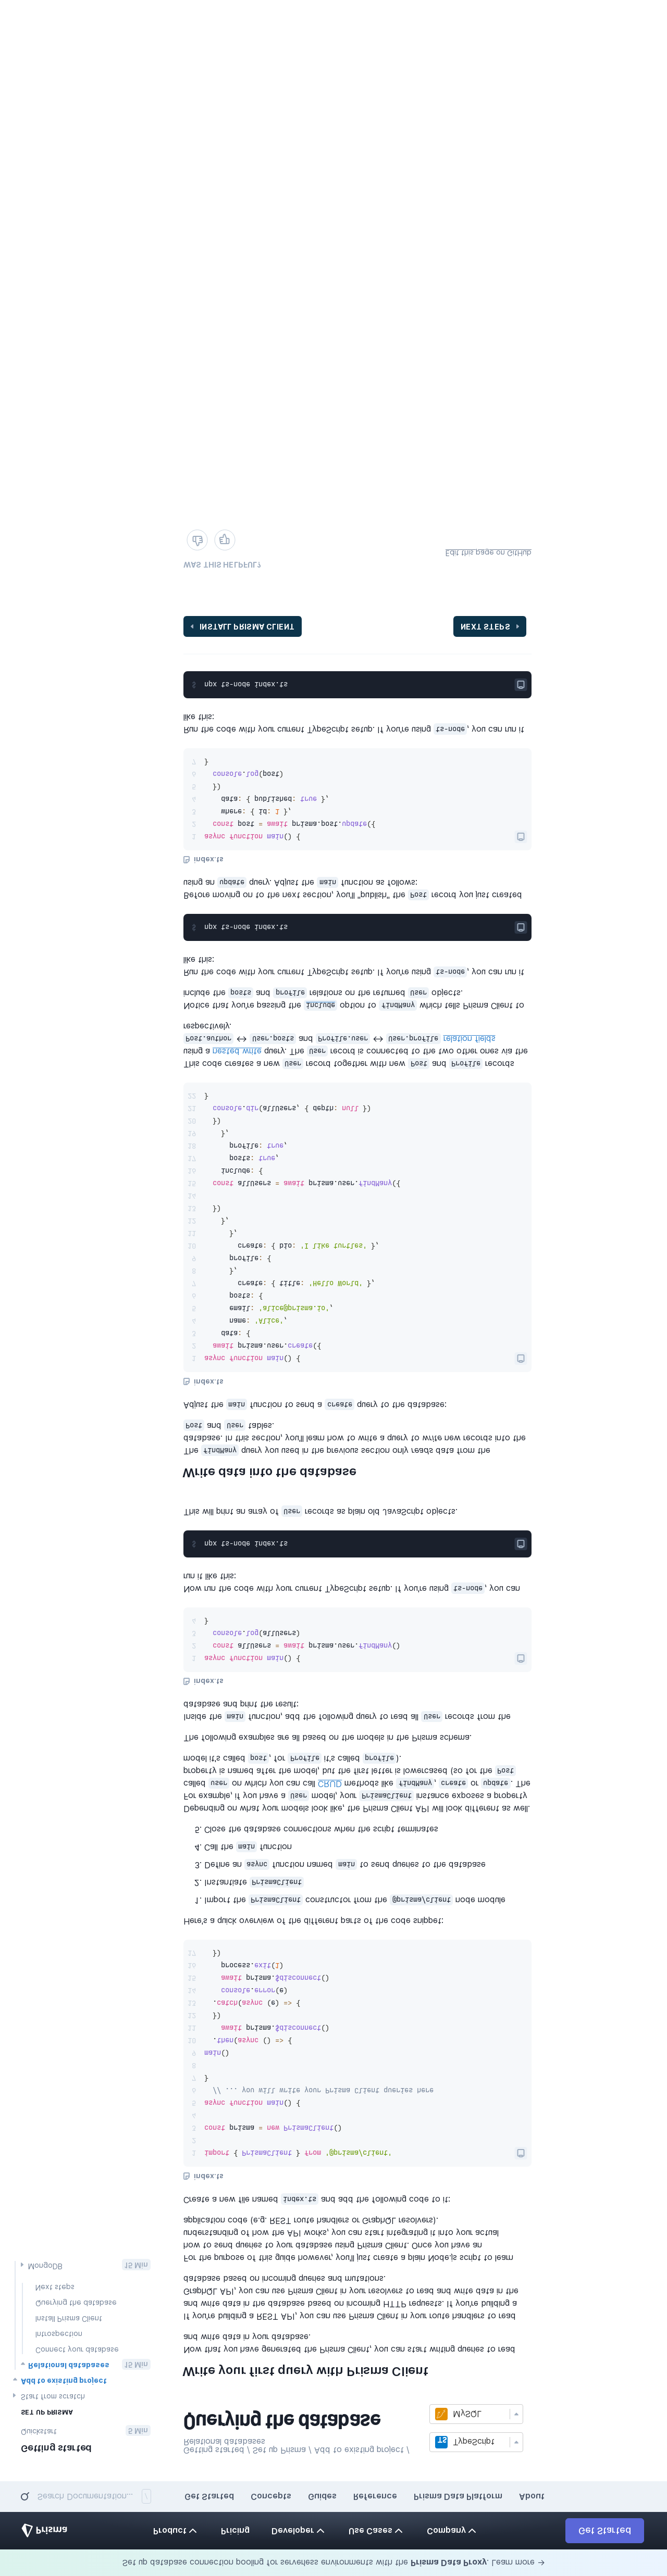 Set up database connection pooling for serverless environments with the Prisma Data Proxy. Learn more →
Prisma
Product
Pricing
Developer
Use Cases
Company
Get Started
Search Documentation...
/
Get Started
Concepts
Guides
Reference
Prisma Data Platform
About
Getting started
Quickstart
5 Min
SET UP PRISMA
Start from scratch
Add to existing project
Relational databases
15 Min
Connect your database
Introspection
Install Prisma Client
Querying the database
Next steps
MongoDB
15 Min
Getting started / Set up Prisma / Add to existing project /
Relational databases
Querying the database
TS TypeScript
MySQL
Write your first query with Prisma Client
Now that you have generated the Prisma Client, you can start writing queries to read
and write data in your database.
If you're building a REST API, you can use Prisma Client in your route handlers to read
and write data in the database based on incoming HTTP requests. If you're building a
GraphQL API, you can use Prisma Client in your resolvers to read and write data in the
database based on incoming queries and mutations.
For the purpose of this guide however, you'll just create a plain Node.js script to learn
how to send queries to your database using Prisma Client. Once you have an
understanding of how the API works, you can start integrating it into your actual
application code (e.g. REST route handlers or GraphQL resolvers).
Create a new file named index.ts and add the following code to it:
index.ts
1 import { PrismaClient } from '@prisma/client'
2
3 const prisma = new PrismaClient()
4
5 async function main() {
6   // ... you will write your Prisma Client queries here
7 }
8
9 main()
10   .then(async () => {
11     await prisma.$disconnect()
12   })
13   .catch(async (e) => {
14     console.error(e)
15     await prisma.$disconnect()
16     process.exit(1)
17   })
Here's a quick overview of the different parts of the code snippet:
1. Import the PrismaClient constructor from the @prisma/client node module
2. Instantiate PrismaClient
3. Define an async function named main to send queries to the database
4. Call the main function
5. Close the database connections when the script terminates
Depending on what your models look like, the Prisma Client API will look different as well.
For example, if you have a User model, your PrismaClient instance exposes a property
called user on which you can call CRUD methods like findMany, create or update. The
property is named after the model, but the first letter is lowercased (so for the Post
model it's called post, for Profile it's called profile).
The following examples are all based on the models in the Prisma schema.
Inside the main function, add the following query to read all User records from the
database and print the result:
index.ts
1 async function main() {
2   const allUsers = await prisma.user.findMany()
3   console.log(allUsers)
4 }
Now run the code with your current TypeScript setup. If you're using ts-node, you can
run it like this:
$ npx ts-node index.ts
This will print an array of User records as plain old JavaScript objects.
Write data into the database
The findMany query you used in the previous section only reads data from the
database. In this section, you'll learn how to write a query to write new records into the
Post and User tables.
Adjust the main function to send a create query to the database:
index.ts
1 async function main() {
2   await prisma.user.create({
3     data: {
4       name: 'Alice',
5       email: 'alice@prisma.io',
6       posts: {
7         create: { title: 'Hello World' },
8       },
9       profile: {
10         create: { bio: 'I like turtles' },
11       },
12     },
13   })
14
15   const allUsers = await prisma.user.findMany({
16     include: {
17       posts: true,
18       profile: true,
19     },
20   })
21   console.dir(allUsers, { depth: null })
22 }
This code creates a new User record together with new Post and Profile records
using a nested write query. The User record is connected to the two other ones via the
Post.author ↔ User.posts and Profile.user ↔ User.profile relation fields
respectively.
Notice that you're passing the include option to findMany which tells Prisma Client to
include the posts and profile relations on the returned User objects.
Run the code with your current TypeScript setup. If you're using ts-node, you can run it
like this:
$ npx ts-node index.ts
Before moving on to the next section, you'll "publish" the Post record you just created
using an update query. Adjust the main function as follows:
index.ts
1 async function main() {
2   const post = await prisma.post.update({
3     where: { id: 1 },
4     data: { published: true },
5   })
6   console.log(post)
7 }
Run the code with your current TypeScript setup. If you're using ts-node, you can run it
like this:
$ npx ts-node index.ts
INSTALL PRISMA CLIENT
NEXT STEPS
WAS THIS HELPFUL?
Edit this page on GitHub